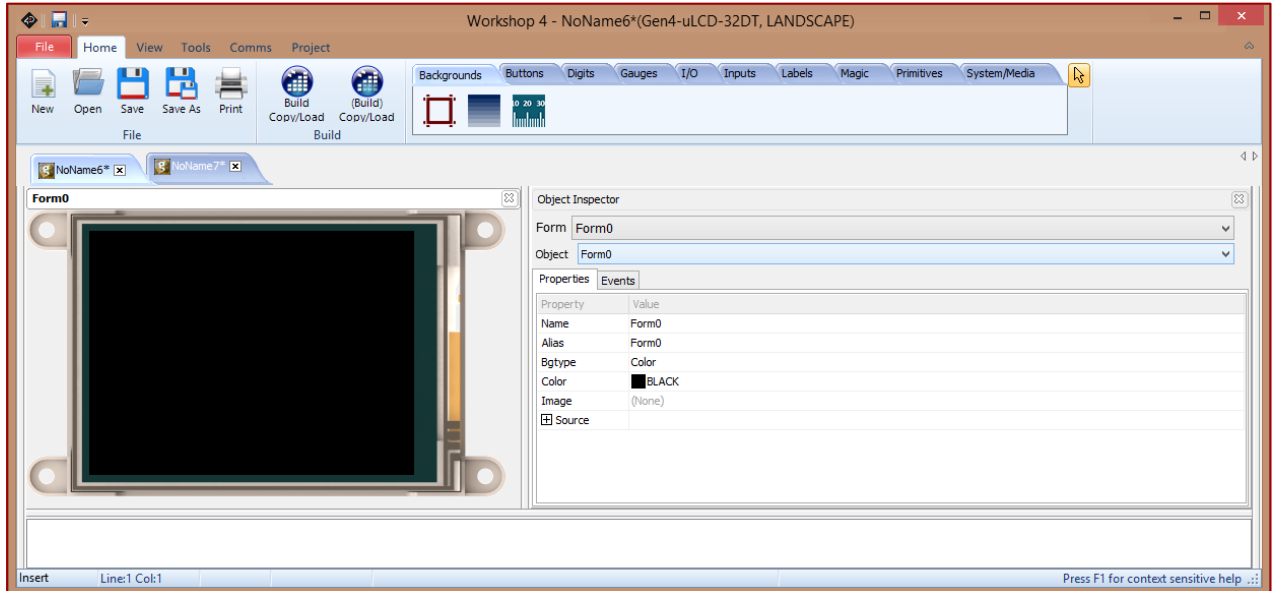 Workshop 4 - NoName6*(Gen4-uLCD-32DT, LANDSCAPE)
File Home View Tools Comms Project
Backgrounds Buttons Digits Gauges I/O Inputs Labels Magic Primitives System/Media
10 20 30
New Open Save Save As Print Build Copy/Load (Build) Copy/Load
File Build
NoName6* NoName7*
Form0
Object Inspector
Form Form0
Object Form0
Properties Events
Property Value
Name Form0
Alias Form0
Bgtype Color
Color BLACK
Image (None)
Source
Insert Line:1 Col:1 Press F1 for context sensitive help